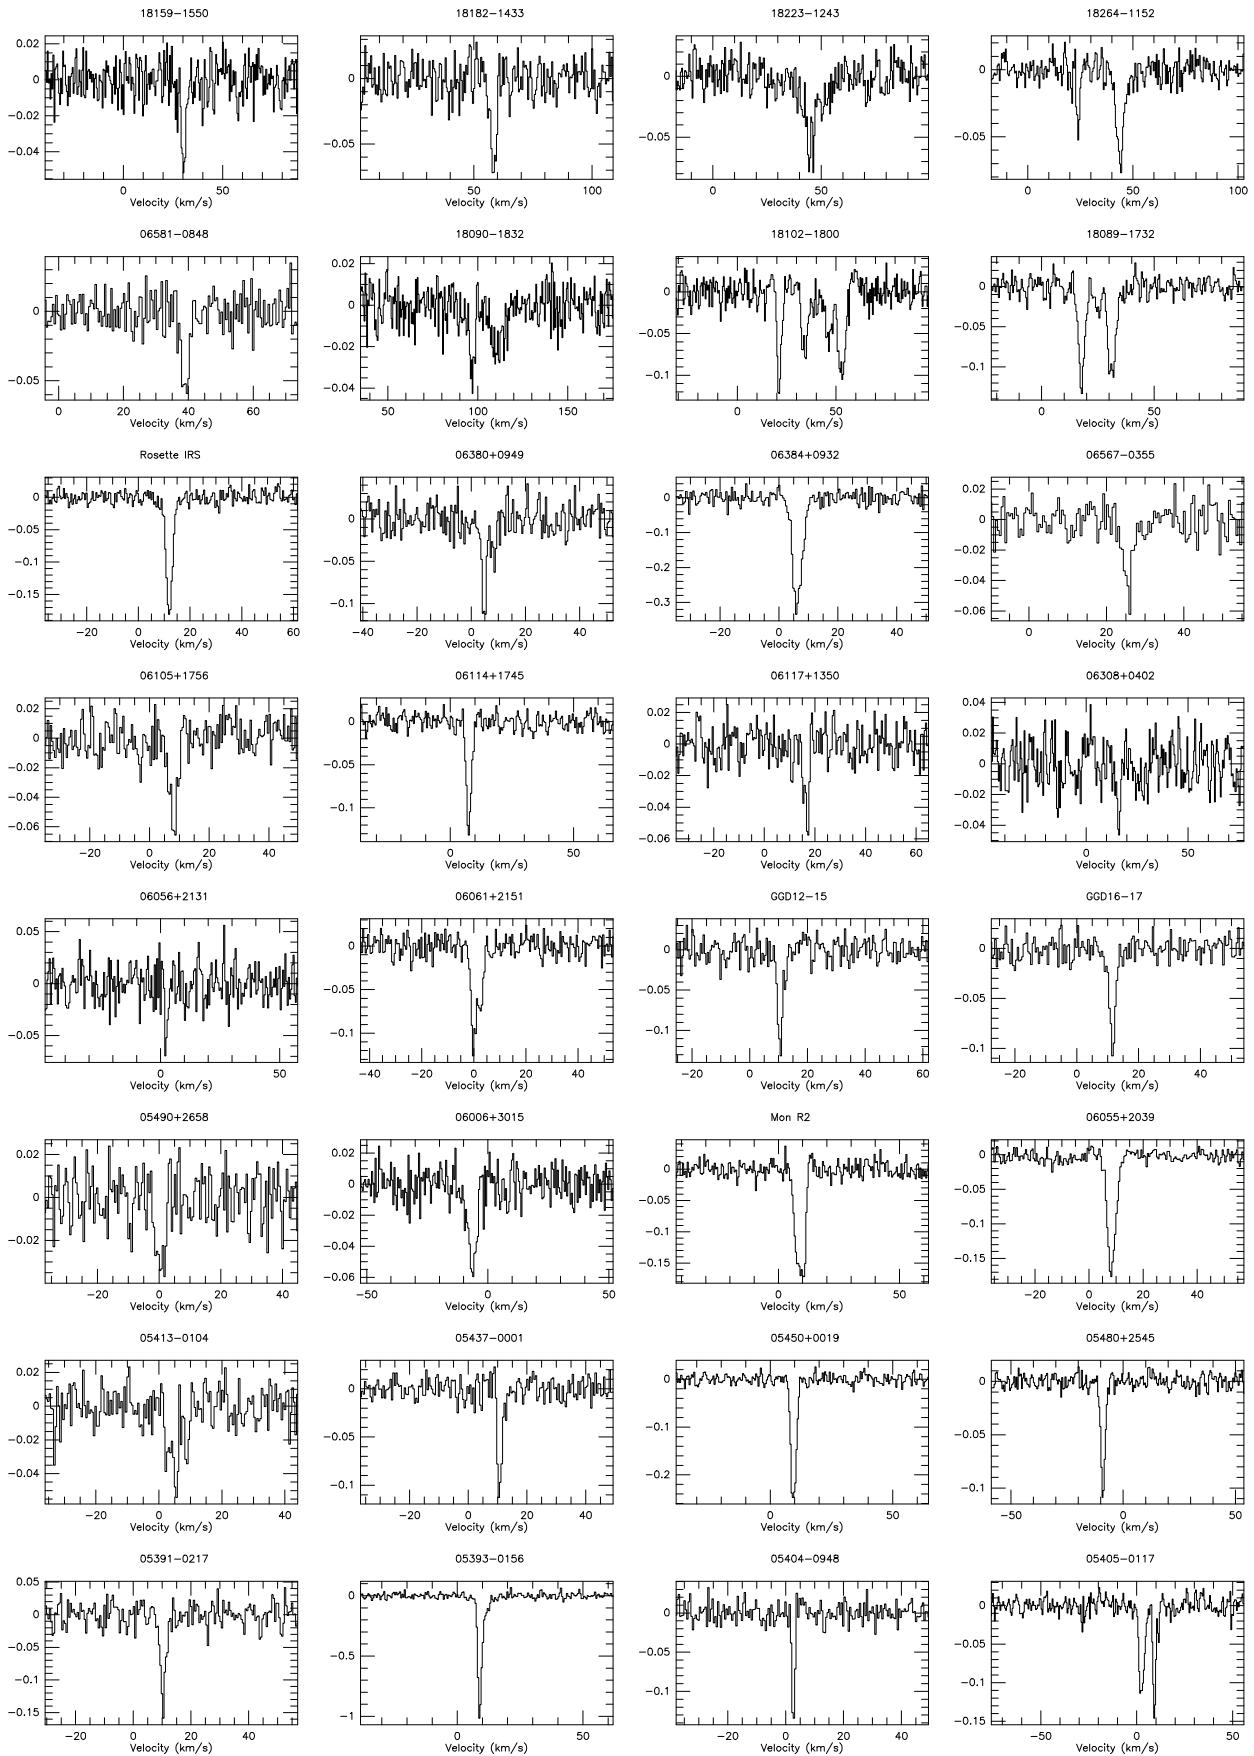 18159−1550 18182−1433 18223−1243 18264−1152
0.02 0 −0.02 −0.04 0 −0.05 0 −0.05 0 −0.05
0 50 0 50 100 0 50 0 50 100
Velocity (km/s) Velocity (km/s) Velocity (km/s) Velocity (km/s)
06581−0848 18090−1832 18102−1800 18089−1732
0 −0.05 0.02 0 −0.02 −0.04 0 −0.05 −0.1 0 −0.05 −0.1
0 20 40 60 50 100 150 0 50 0 50
Velocity (km/s) Velocity (km/s) Velocity (km/s) Velocity (km/s)
Rosette IRS 06380+0949 06384+0932 06567−0355
0 −0.05 −0.1 −0.15 0 −0.05 −0.1 0 −0.1 −0.2 −0.3 0.02 0 −0.02 −0.04 −0.06
−20 0 20 40 60 −40 −20 0 20 40 −20 0 20 40 0 20 40
Velocity (km/s) Velocity (km/s) Velocity (km/s) Velocity (km/s)
06105+1756 06114+1745 06117+1350 06308+0402
0.02 0 −0.02 −0.04 −0.06 0 −0.05 −0.1 0.02 0 −0.02 −0.04 −0.06 0.04 0.02 0 −0.02 −0.04
−20 0 20 40 0 50 −20 0 20 40 60 0 50
Velocity (km/s) Velocity (km/s) Velocity (km/s) Velocity (km/s)
06056+2131 06061+2151 GGD12−15 GGD16−17
0.05 0 −0.05 0 −0.05 −0.1 0 −0.05 −0.1 0 −0.05 −0.1
0 50 −40 −20 0 20 40 −20 0 20 40 60 −20 0 20 40
Velocity (km/s) Velocity (km/s) Velocity (km/s) Velocity (km/s)
05490+2658 06006+3015 Mon R2 06055+2039
0.02 0 −0.02 0.02 0 −0.02 −0.04 −0.06 0 −0.05 −0.1 −0.15 0 −0.05 −0.1 −0.15
−20 0 20 40 −50 0 50 0 50 −20 0 20 40
Velocity (km/s) Velocity (km/s) Velocity (km/s) Velocity (km/s)
05413−0104 05437−0001 05450+0019 05480+2545
0.02 0 −0.02 −0.04 0 −0.05 −0.1 0 −0.1 −0.2 0 −0.05 −0.1
−20 0 20 40 −20 0 20 40 0 50 −50 0 50
Velocity (km/s) Velocity (km/s) Velocity (km/s) Velocity (km/s)
05391−0217 05393−0156 05404−0948 05405−0117
0.05 0 −0.05 −0.1 −0.15 0 −0.5 −1 0 −0.05 −0.1 0 −0.05 −0.1 −0.15
−20 0 20 40 0 50 −20 0 20 40 −50 0 50
Velocity (km/s) Velocity (km/s) Velocity (km/s) Velocity (km/s)